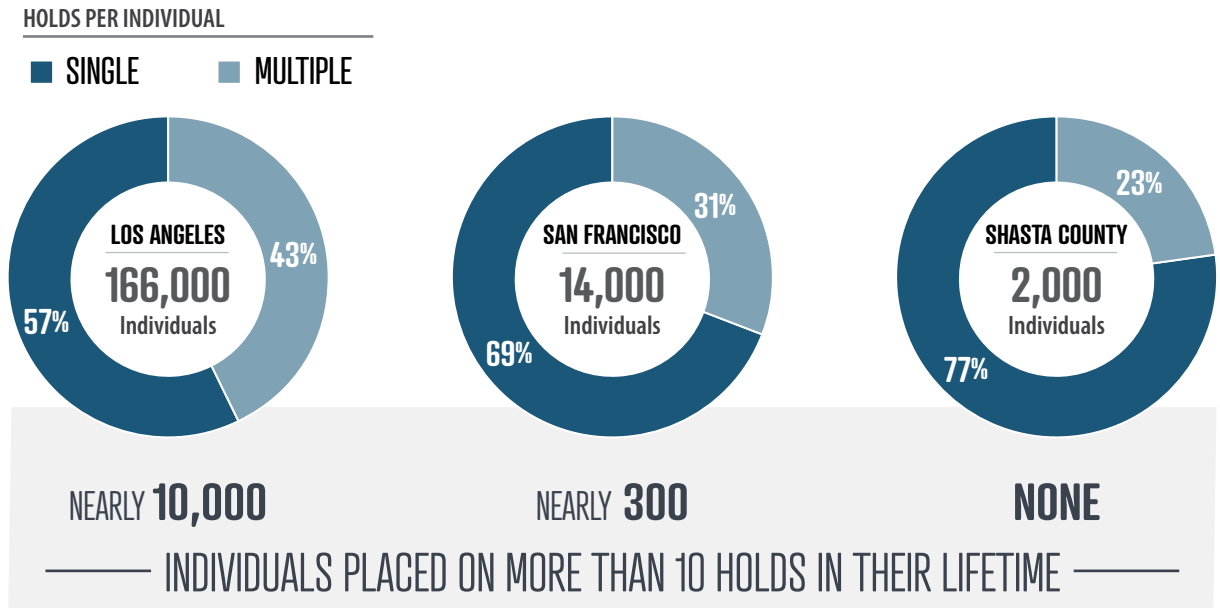 HOLDS PER INDIVIDUAL
SINGLE
MULTIPLE
LOS ANGELES
166,000
Individuals
43%
57%
SAN FRANCISCO
14,000
Individuals
31%
69%
SHASTA COUNTY
2,000
Individuals
23%
77%
NEARLY 10,000
NEARLY 300
NONE
INDIVIDUALS PLACED ON MORE THAN 10 HOLDS IN THEIR LIFETIME